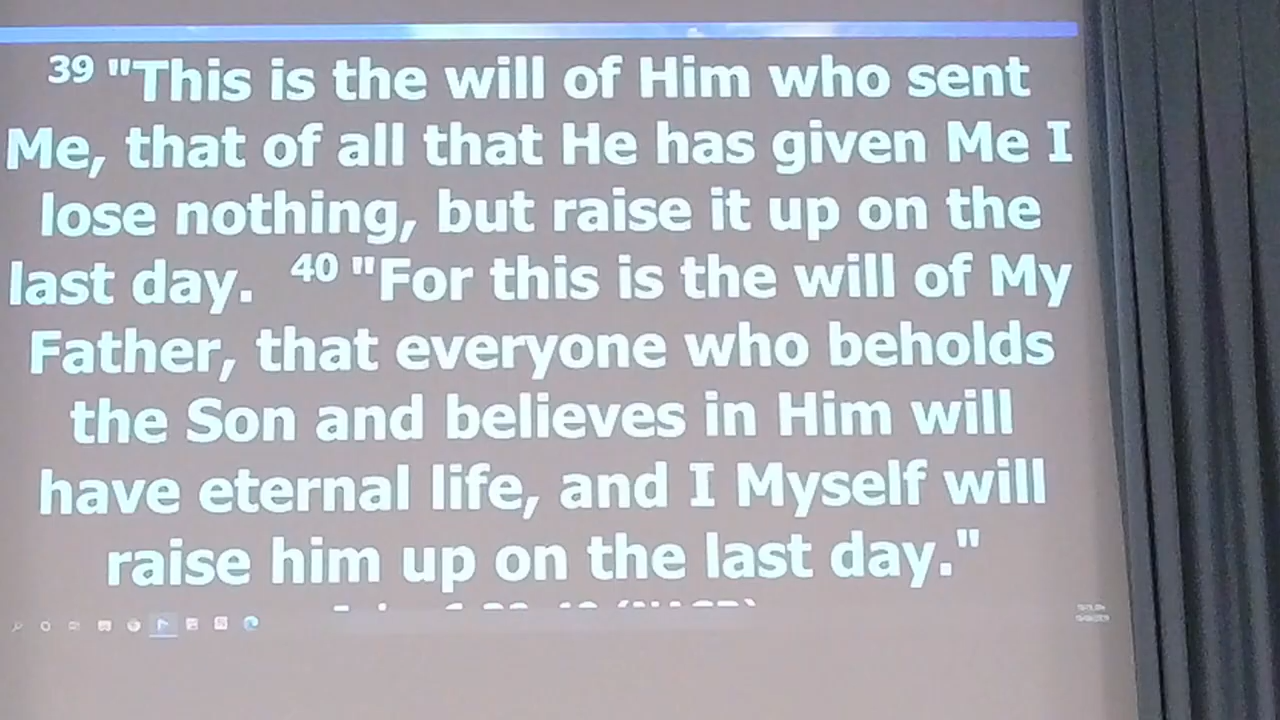 39 "This is the will of Him who sent
Me, that of all that He has given Me I
lose nothing, but raise it up on the
last day. 40 "For this is the will of My
Father, that everyone who beholds
the Son and believes in Him will
have eternal life, and I Myself will
raise him up on the last day."